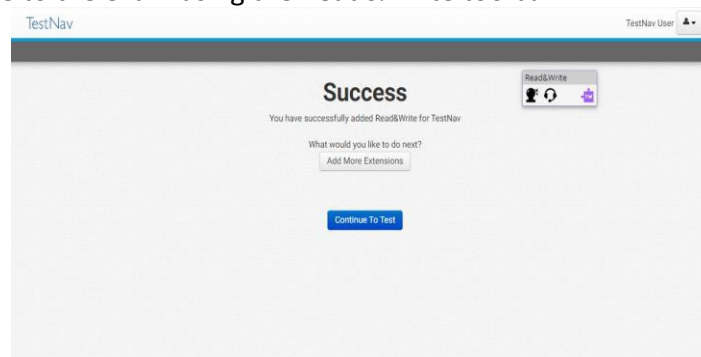 TestNav
TestNav User
Read&Write
Success
You have successfully added Read&Write for TestNav
What would you like to do next?
Add More Extensions
Continue To Test